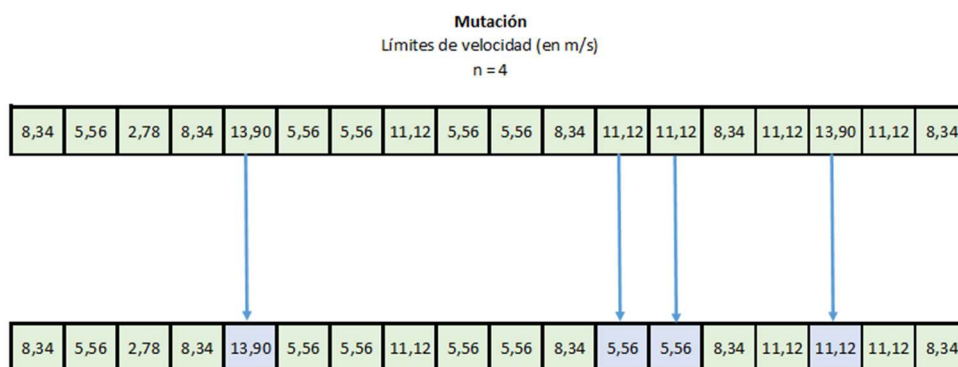 Mutación
Límites de velocidad (en m/s)
n = 4
8,34 5,56 2,78 8,34 13,90 5,56 5,56 11,12 5,56 5,56 8,34 11,12 11,12 8,34 11,12 13,90 11,12 8,34
8,34 5,56 2,78 8,34 13,90 5,56 5,56 11,12 5,56 5,56 8,34 5,56 5,56 8,34 11,12 11,12 11,12 8,34